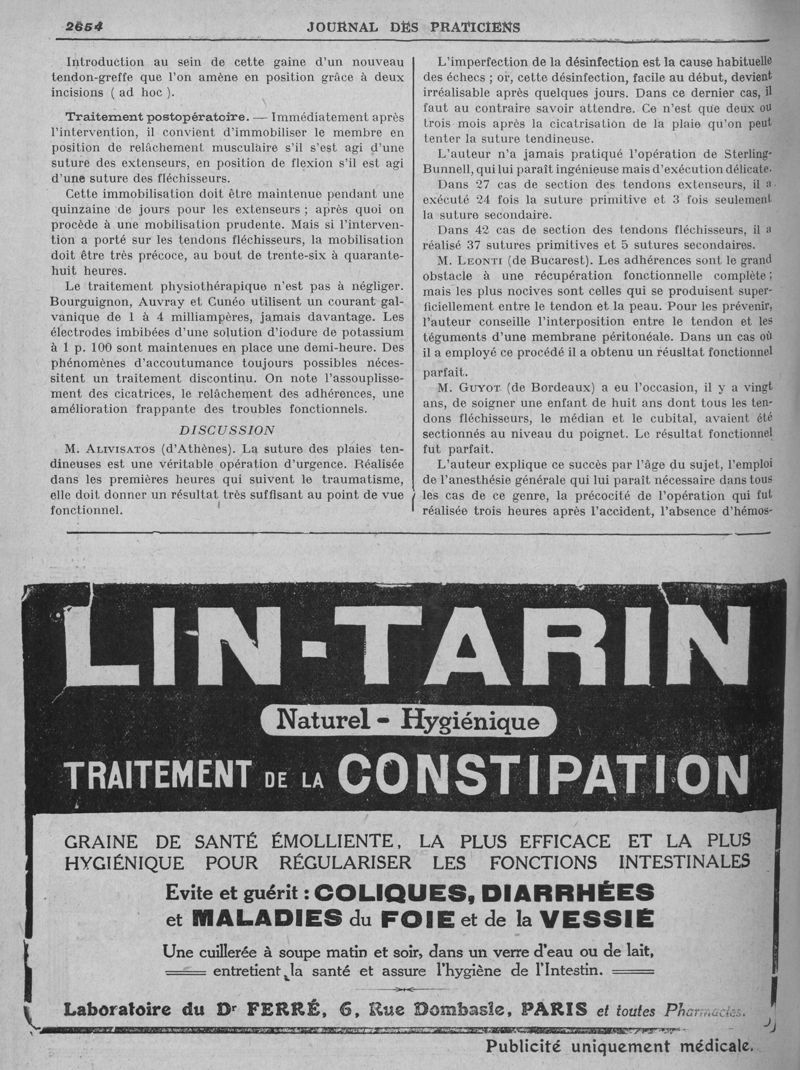 2654
JOURNAL DES PRATICIENS
Introduction au sein de cette gaine d'un nouveau
tendon-greffe que l'on amène en position grâce à deux
incisions ( ad hoc ).
Traitement postopératoire. — Immédiatement après
l'intervention, il convient d'immobiliser le membre en
position de relâchement musculaire s'il s'est agi d'une
suture des extenseurs, en position de flexion s'il est agi
d'une suture des fléchisseurs.
Cette immobilisation doit être maintenue pendant une
quinzaine de jours pour les extenseurs ; après quoi on
procède à une mobilisation prudente. Mais si l'interven-
tion a porté sur les tendons fléchisseurs, la mobilisation
doit être très précoce, au bout de trente-six à quarante-
huit heures.
Le traitement physiothérapique n'est pas à négliger.
Bourguignon, Auvray et Cunéo utilisent un courant gal-
vanique de 1 à 4 milliampères, jamais davantage. Les
électrodes imbibées d'une solution d'iodure de potassium
à 1 p. 100 sont maintenues en place une demi-heure. Des
phénomènes d'accoutumance toujours possibles néces-
sitent un traitement discontinu. On note l'assouplisse-
ment des cicatrices, le relâchement des adhérences, une
amélioration frappante des troubles fonctionnels.
DISCUSSION
M. ALIVISATOS (d'Athènes). La suture des plaies ten-
dineuses est une véritable opération d'urgence. Réalisée
dans les premières heures qui suivent le traumatisme,
elle doit donner un résultat très suffisant au point de vue
fonctionnel.
L'imperfection de la désinfection est la cause habituelle
des échecs ; or, cette désinfection, facile au début, devient
irréalisable après quelques jours. Dans ce dernier cas, il
faut au contraire savoir attendre. Ce n'est que deux ou
trois mois après la cicatrisation de la plaie qu'on peut
tenter la suture tendineuse.
L'auteur n'a jamais pratiqué l'opération de Sterling-
Bunnell, qui lui paraît ingénieuse mais d'exécution délicate.
Dans 27 cas de section des tendons extenseurs, il a
exécuté 24 fois la suture primitive et 3 fois seulement
la suture secondaire.
Dans 42 cas de section des tendons fléchisseurs, il a
réalisé 37 sutures primitives et 5 sutures secondaires.
M. LEONTI (de Bucarest). Les adhérences sont le grand
obstacle à une récupération fonctionnelle complète ;
mais les plus nocives sont celles qui se produisent super-
ficiellement entre le tendon et la peau. Pour les prévenir,
l'auteur conseille l'interposition entre le tendon et les
téguments d'une membrane péritonéale. Dans un cas où
il a employé ce procédé il a obtenu un réusltat fonctionnel
parfait.
M. GUYOT (de Bordeaux) a eu l'occasion, il y a vingt
ans, de soigner une enfant de huit ans dont tous les ten-
dons fléchisseurs, le médian et le cubital, avaient été
sectionnés au niveau du poignet. Le résultat fonctionnel
fut parfait.
L'auteur explique ce succès par l'âge du sujet, l'emploi
de l'anesthésie générale qui lui paraît nécessaire dans tous
les cas de ce genre, la précocité de l'opération qui fut
réalisée trois heures après l'accident, l'absence d'hémos-
LIN-TARIN
Naturel - Hygiénique
TRAITEMENT DE LA CONSTIPATION
GRAINE DE SANTÉ ÉMOLLIENTE, LA PLUS EFFICACE ET LA PLUS
HYGIÉNIQUE POUR RÉGULARISER LES FONCTIONS INTESTINALES
Evite et guérit : COLIQUES, DIARRHÉES
et MALADIES du FOIE et de la VESSIE
Une cuillerée à soupe matin et soir, dans un verre d'eau ou de lait,
entretient la santé et assure l'hygiène de l'Intestin.
Laboratoire du Dr FERRÉ, 6, Rue Dombasle, PARIS et toutes Pharmacies.
Publicité uniquement médicale.